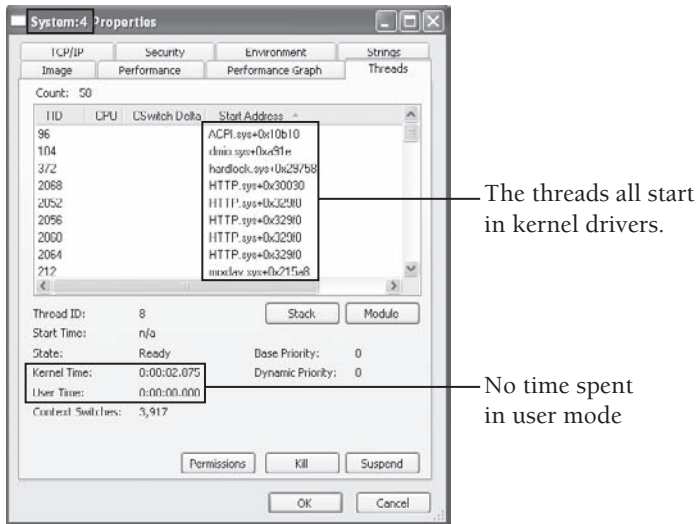 System:4 Properties
TCP/IP Security Environment Strings
Image Performance Performance Graph Threads
Count: 50
TID CPU CSwitch Delta Start Address
96 ACPI.sys+0x10b10
104 dmio.sys+0xa91e
372 hardlock.sys+0x29758
2068 HTTP.sys+0x30030
2052 HTTP.sys+0x329f0
2056 HTTP.sys+0x329f0
2060 HTTP.sys+0x329f0
2064 HTTP.sys+0x329f0
212 mrxdav.sys+0x215a8
The threads all start
in kernel drivers.
Thread ID: 8 Stack Module
Start Time: n/a
State: Ready Base Priority: 0
Kernel Time: 0:00:02.075 Dynamic Priority: 0
User Time: 0:00:00.000
Context Switches: 3,917
No time spent
in user mode
Permissions Kill Suspend
OK Cancel